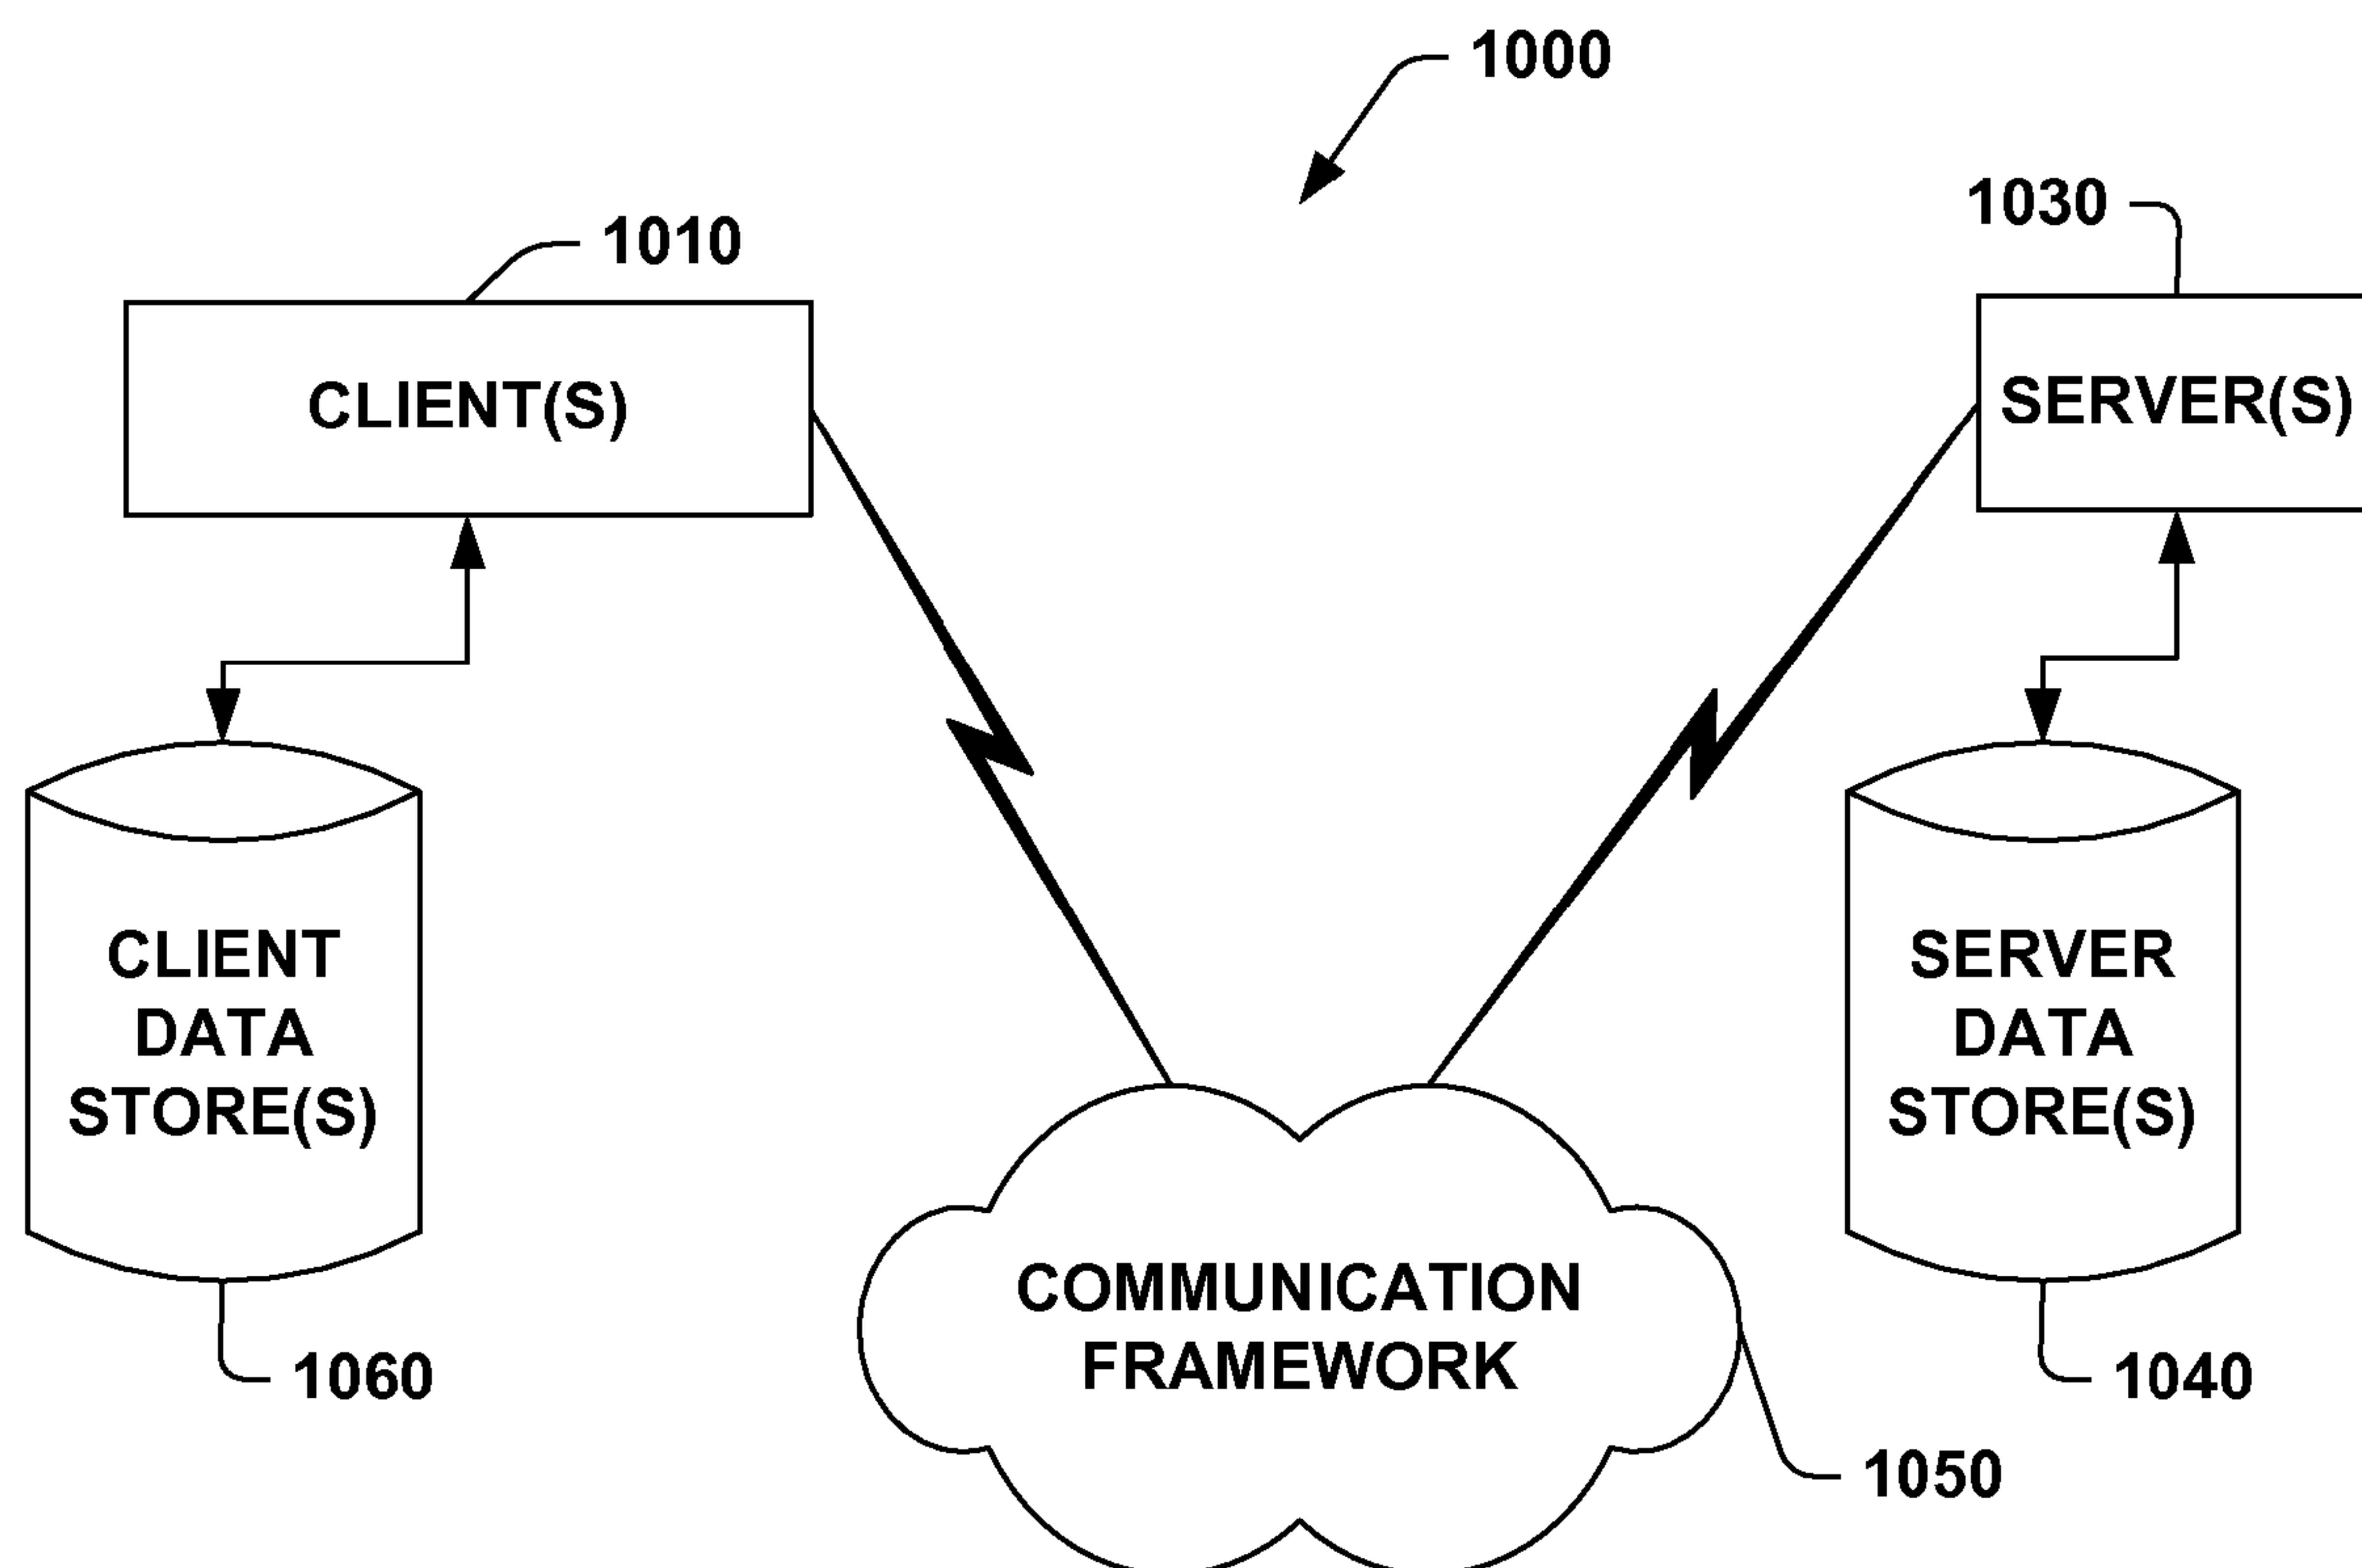 1000
1030
1010
CLIENT(S)
SERVER(S)
CLIENT
DATA
STORE(S)
SERVER
DATA
STORE(S)
COMMUNICATION
FRAMEWORK
1060
1040
1050